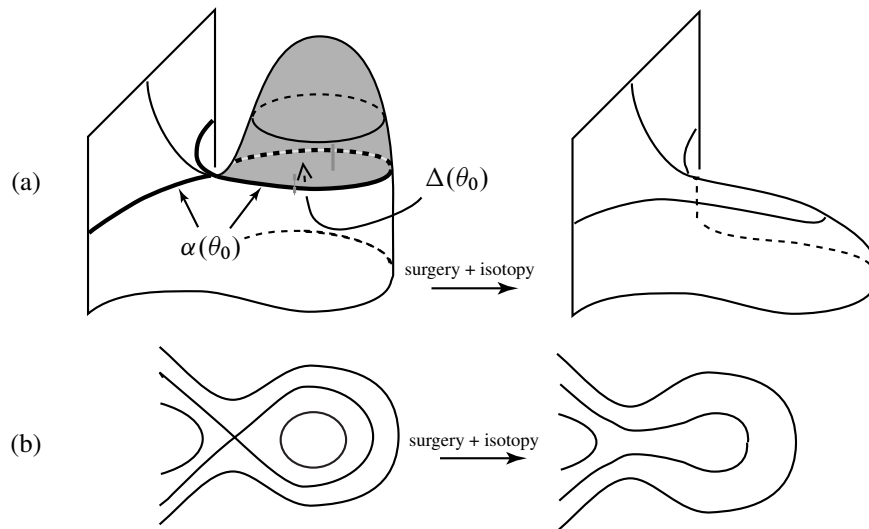 (a)
Δ(θ₀)
α(θ₀)
surgery + isotopy
(b)
surgery + isotopy